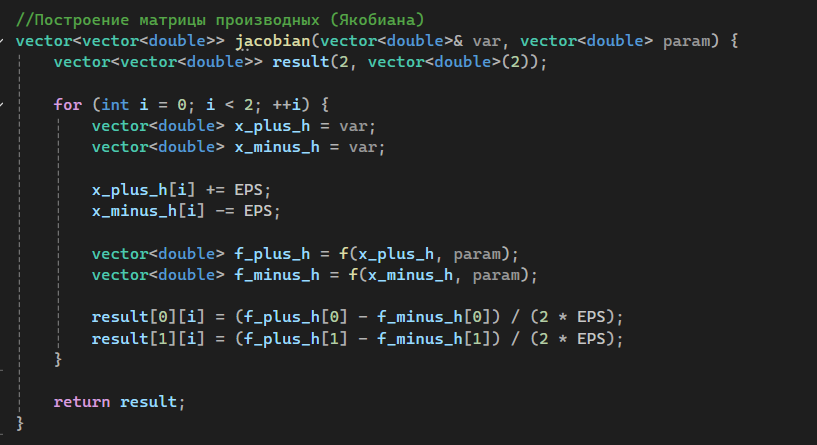 //Построение матрицы производных (Якобиана)
vector<vector<double>> jacobian(vector<double>& var, vector<double> param) {
    vector<vector<double>> result(2, vector<double>(2));

    for (int i = 0; i < 2; ++i) {
        vector<double> x_plus_h = var;
        vector<double> x_minus_h = var;

        x_plus_h[i] += EPS;
        x_minus_h[i] -= EPS;

        vector<double> f_plus_h = f(x_plus_h, param);
        vector<double> f_minus_h = f(x_minus_h, param);

        result[0][i] = (f_plus_h[0] - f_minus_h[0]) / (2 * EPS);
        result[1][i] = (f_plus_h[1] - f_minus_h[1]) / (2 * EPS);
    }

    return result;
}